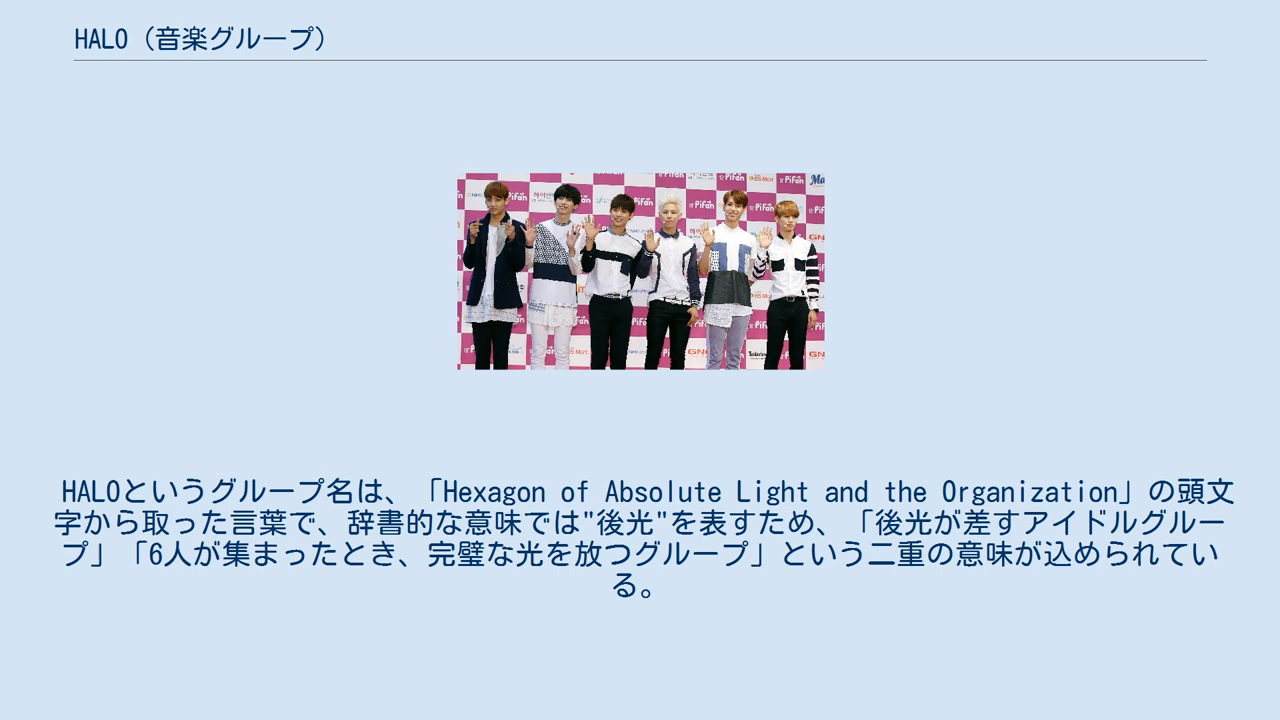 HALO（音楽グループ）
PiFan
HALOというグループ名は、「Hexagon of Absolute Light and the Organization」の頭文
字から取った言葉で、辞書的な意味では"後光"を表すため、「後光が差すアイドルグルー
プ」「6人が集まったとき、完璧な光を放つグループ」という二重の意味が込められてい
る。